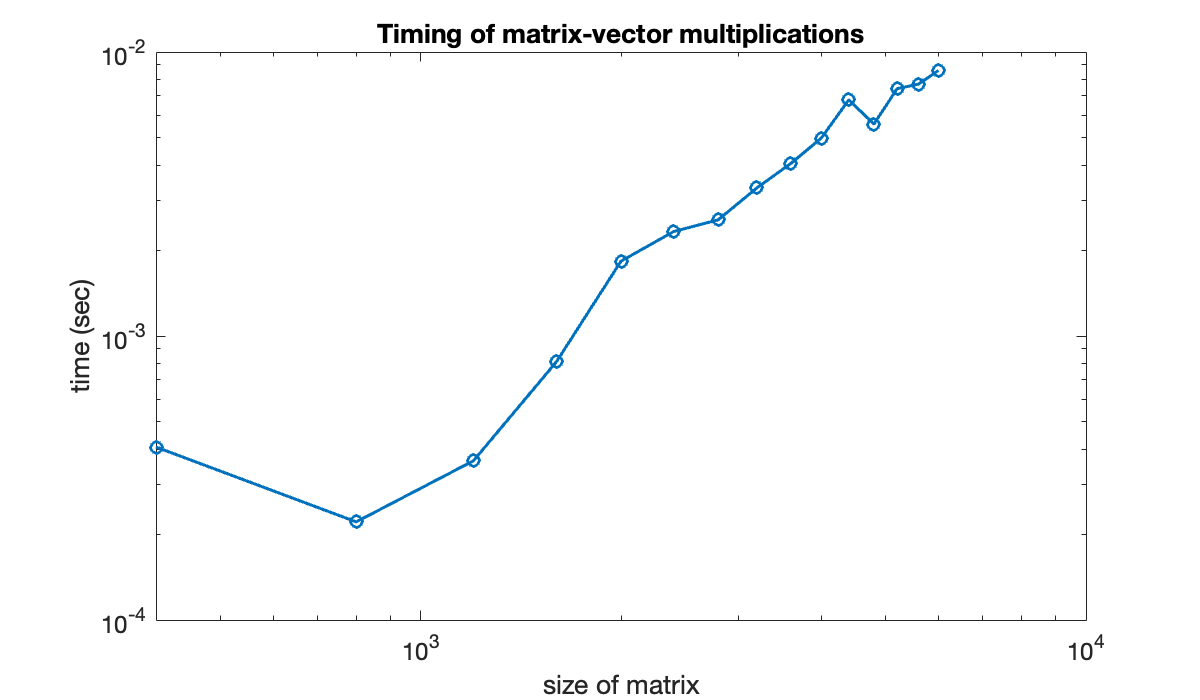 Timing of matrix-vector multiplications
10^-2
10^-3
10^-4
time (sec)
10^3
10^4
size of matrix